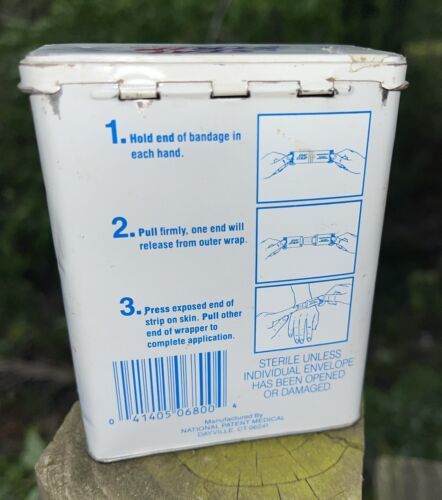 1. Hold end of bandage in
each hand.
2. Pull firmly, one end will
release from outer wrap.
3. Press exposed end of
strip on skin. Pull other
end of wrapper to
complete application.
STERILE UNLESS
INDIVIDUAL ENVELOPE
HAS BEEN OPENED
OR DAMAGED.
0 41405 06800 4
Manufactured By
NATIONAL PATENT MEDICAL
DAYVILLE, CT 06241